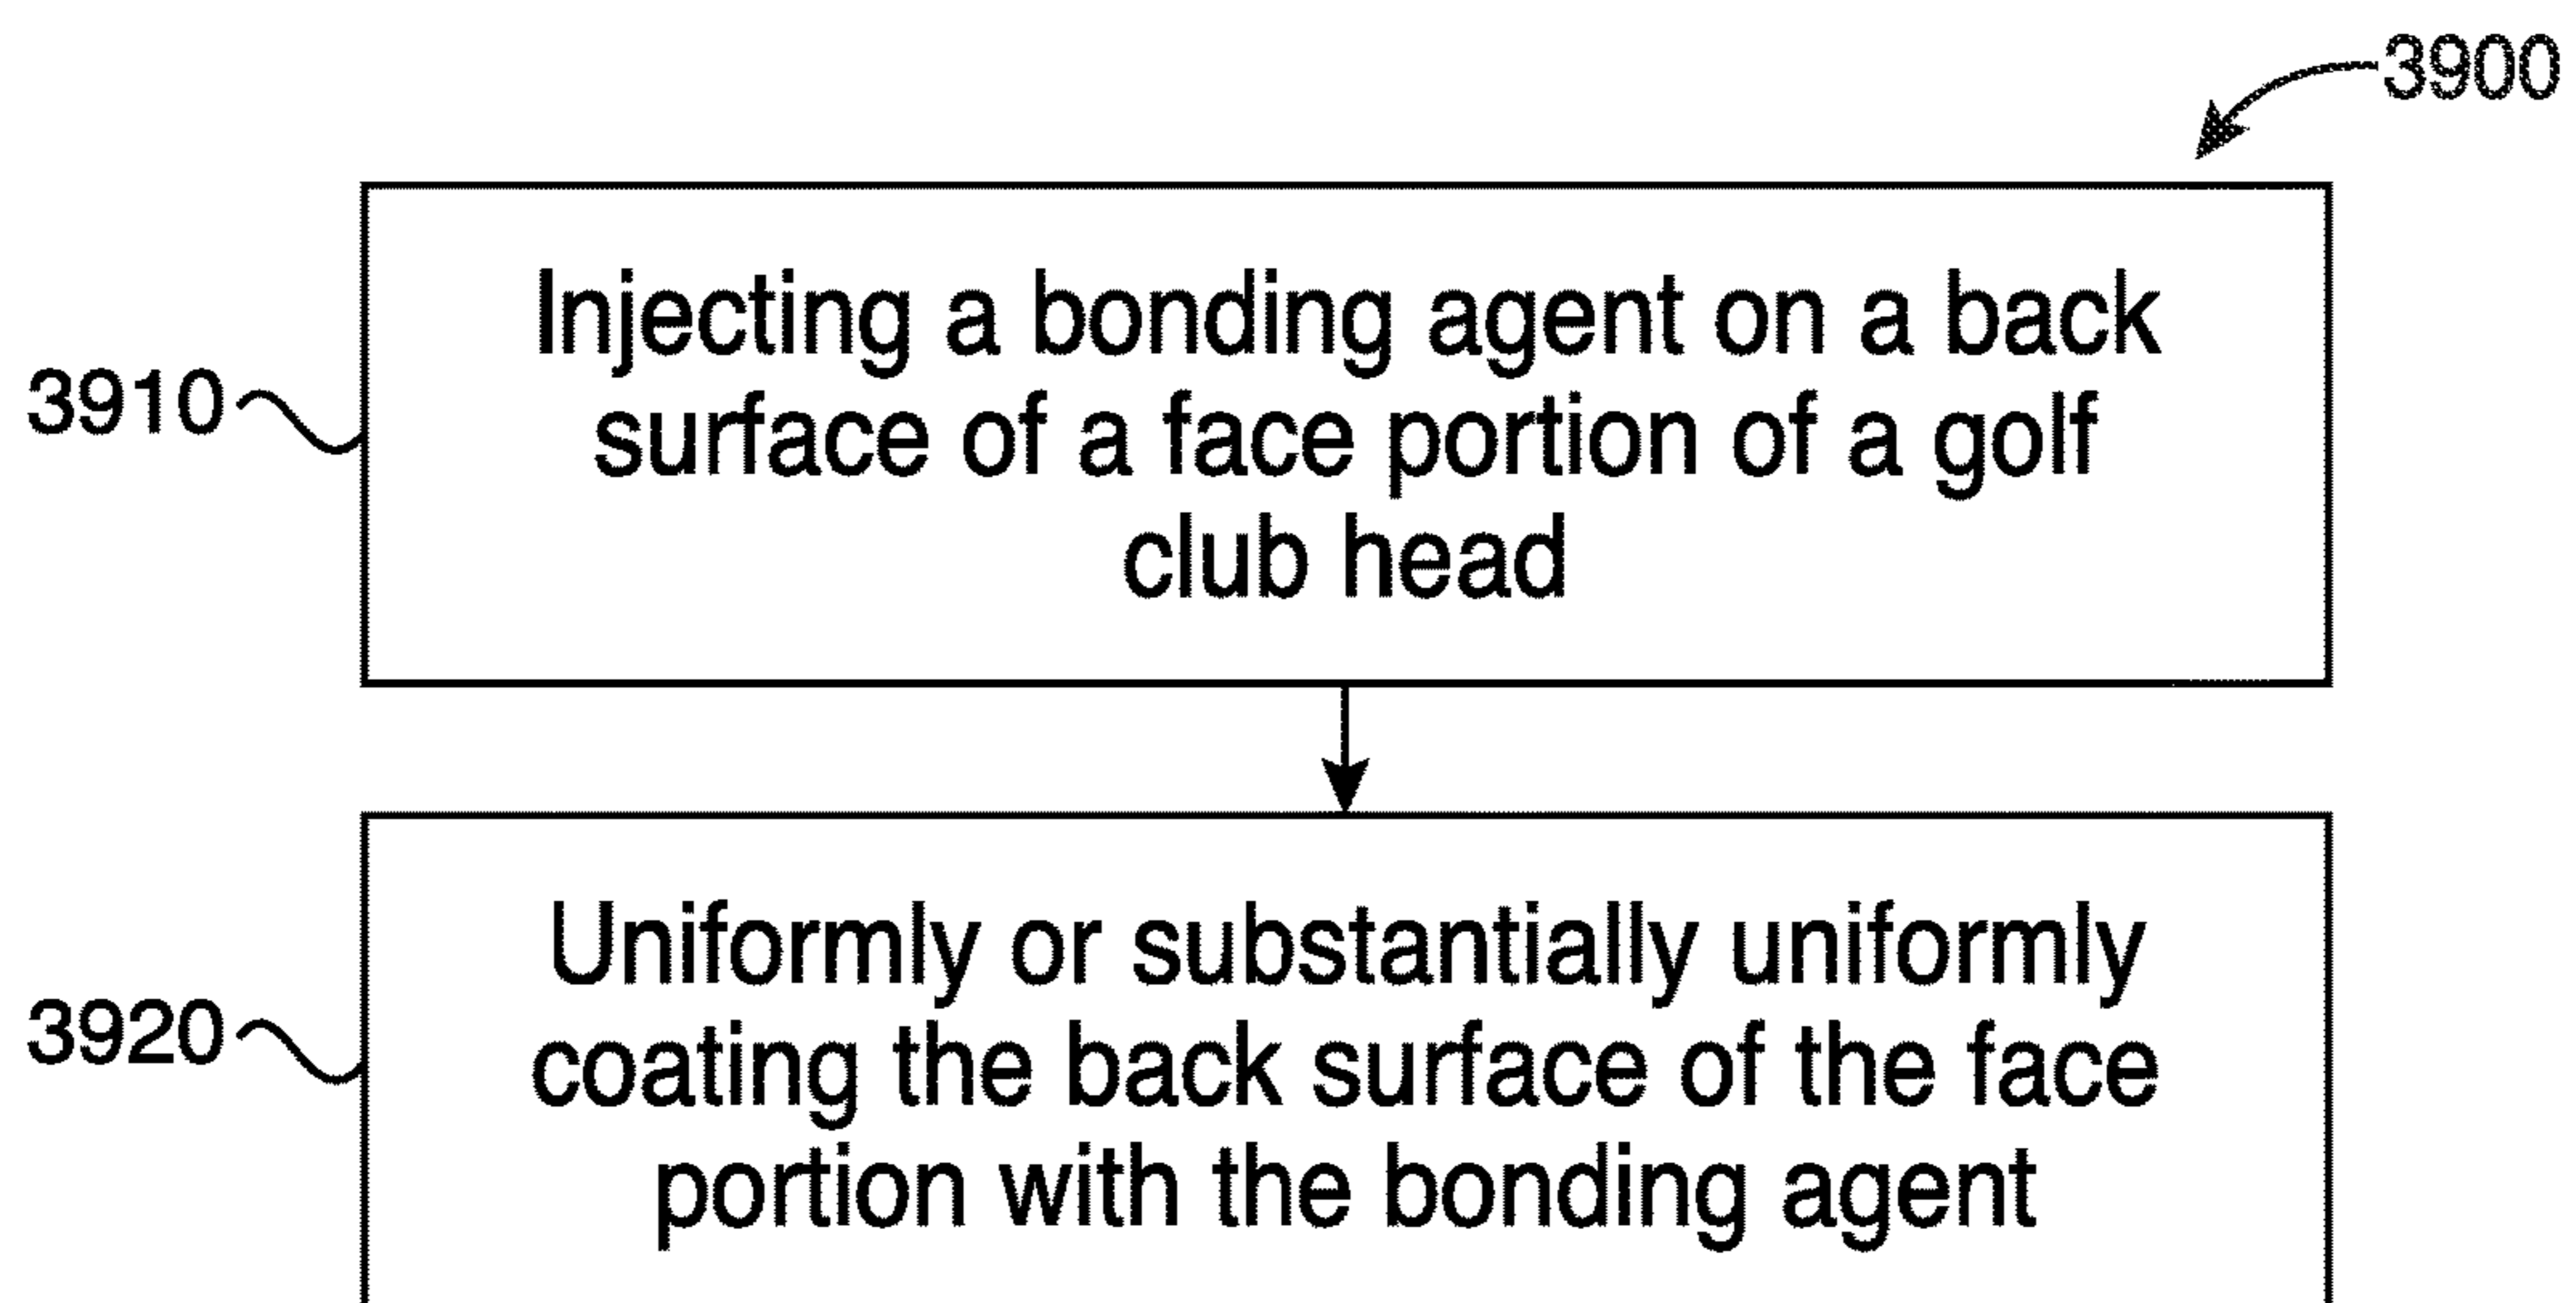 3900
Injecting a bonding agent on a back
surface of a face portion of a golf
club head
3910
Uniformly or substantially uniformly
coating the back surface of the face
portion with the bonding agent
3920